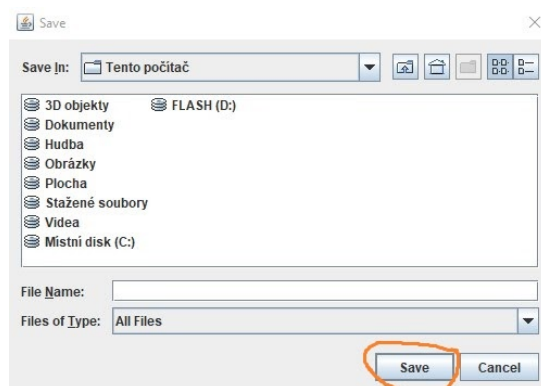 Save
Save In: Tento počítač
3D objekty FLASH (D:)
Dokumenty
Hudba
Obrázky
Plocha
Stažené soubory
Videa
Místní disk (C:)
File Name:
Files of Type: All Files
Save Cancel